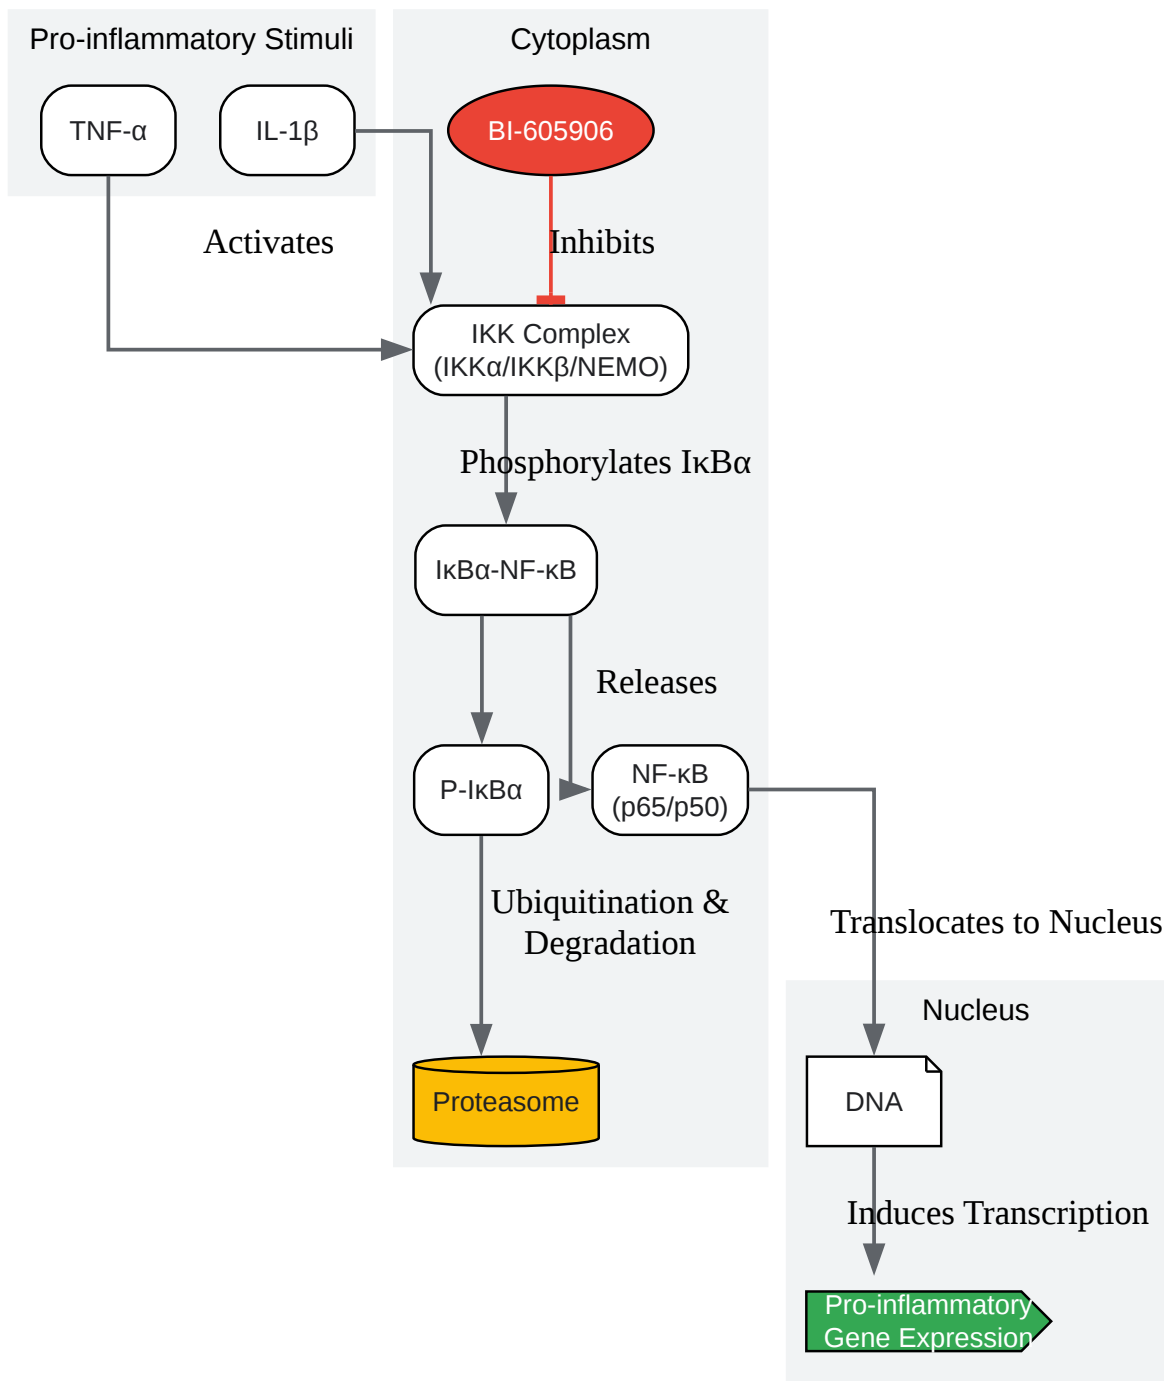 Pro-inflammatory Stimuli
Cytoplasm
TNF-α
IL-1β
BI-605906
Activates
Inhibits
IKK Complex
(IKKα/IKKβ/NEMO)
Phosphorylates IκBα
IκBα-NF-κB
Releases
P-IκBα
NF-κB
(p65/p50)
Ubiquitination &
Degradation
Translocates to Nucleus
Nucleus
Proteasome
DNA
Induces Transcription
Pro-inflammatory
Gene Expression